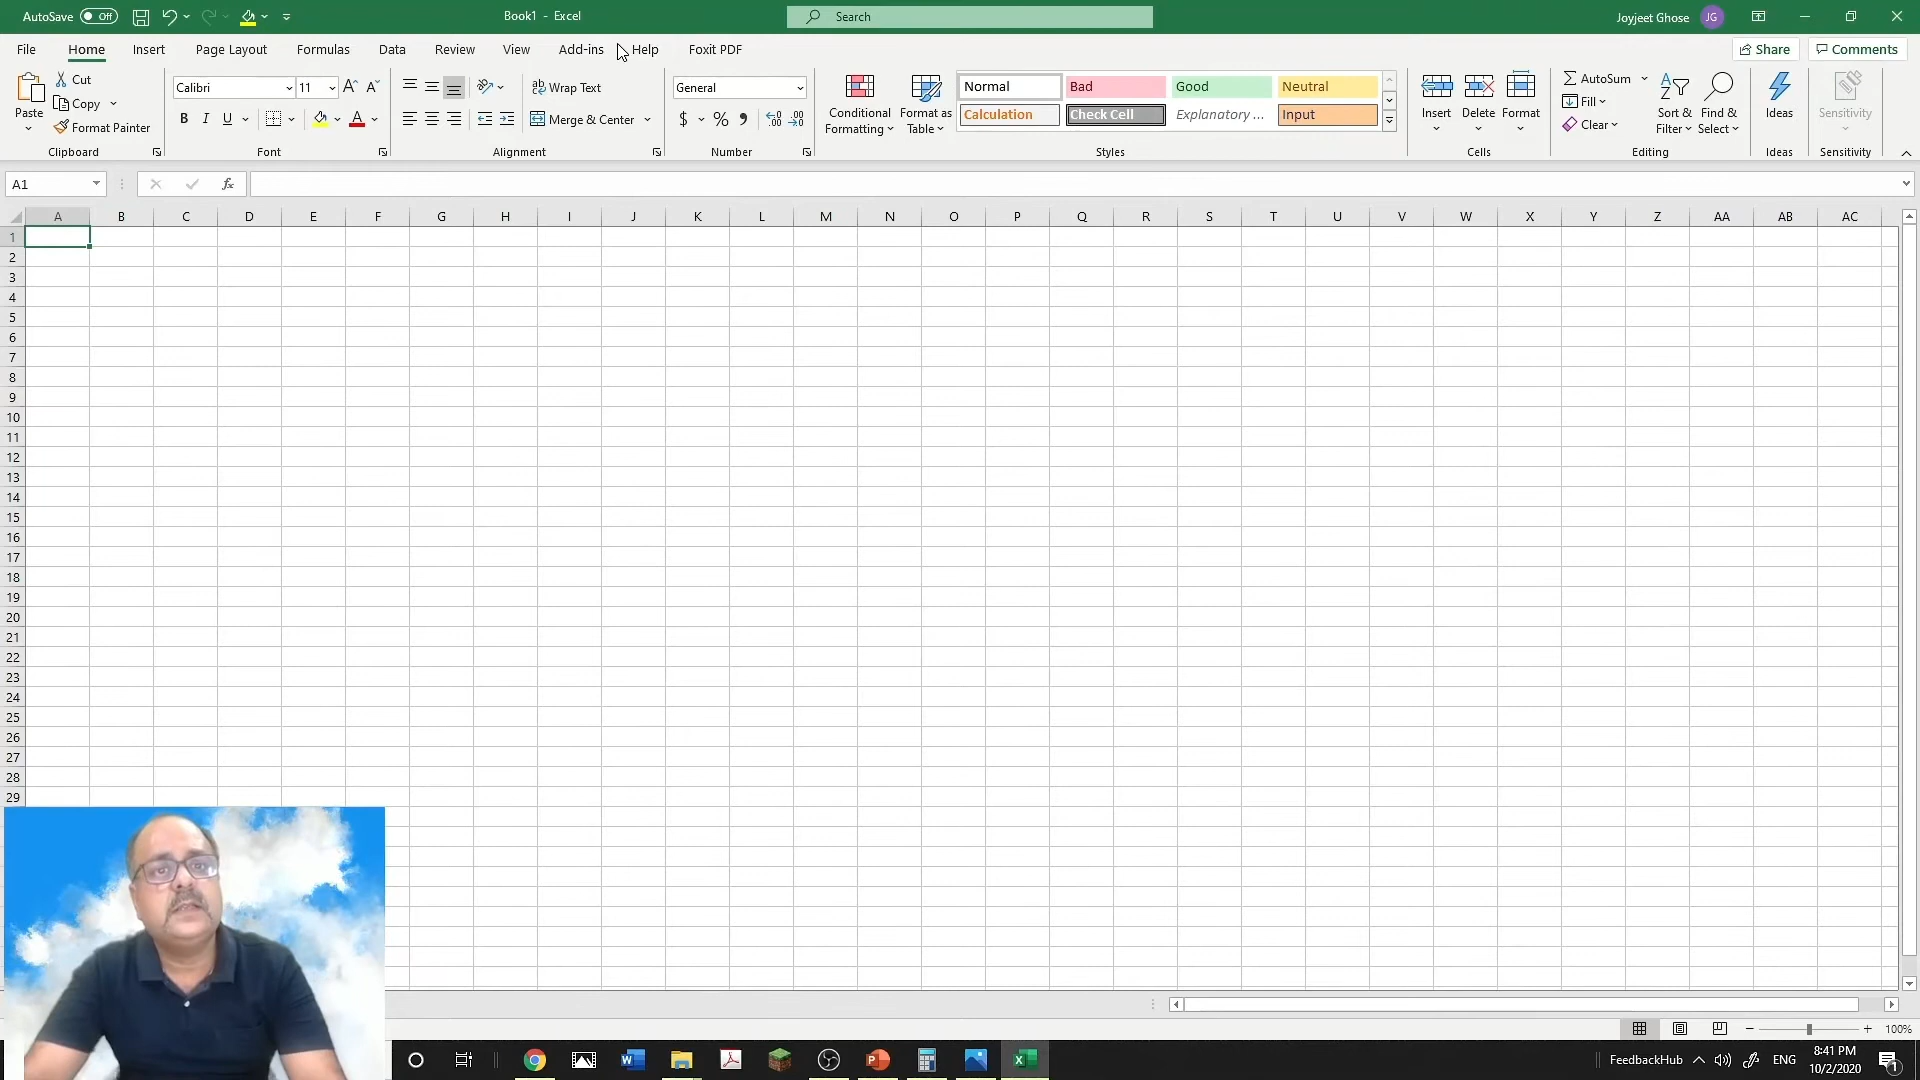 AutoSave Off Book1 - Excel Search Joyjeet Ghose JG
File Home Insert Page Layout Formulas Data Review View Add-ins Help Foxit PDF Share Comments
Paste Cut Copy Format Painter Clipboard
Calibri 11 A A B I U A Font
Wrap Text Merge & Center Alignment
General $ % Number
Conditional Formatting Format as Table Normal Bad Good Neutral
Calculation Check Cell Explanatory ... Input Styles
Insert Delete Format Cells
AutoSum Fill Clear Sort & Filter Find & Select Editing
Ideas Ideas
Sensitivity Sensitivity
A1 fx
A B C D E F G H I J K L M N O P Q R S T U V W X Y Z AA AB AC
1
2
3
4
5
6
7
8
9
10
11
12
13
14
15
16
17
18
19
20
21
22
23
24
25
26
27
28
29
100%
FeedbackHub ENG 8:41 PM
10/2/2020 1